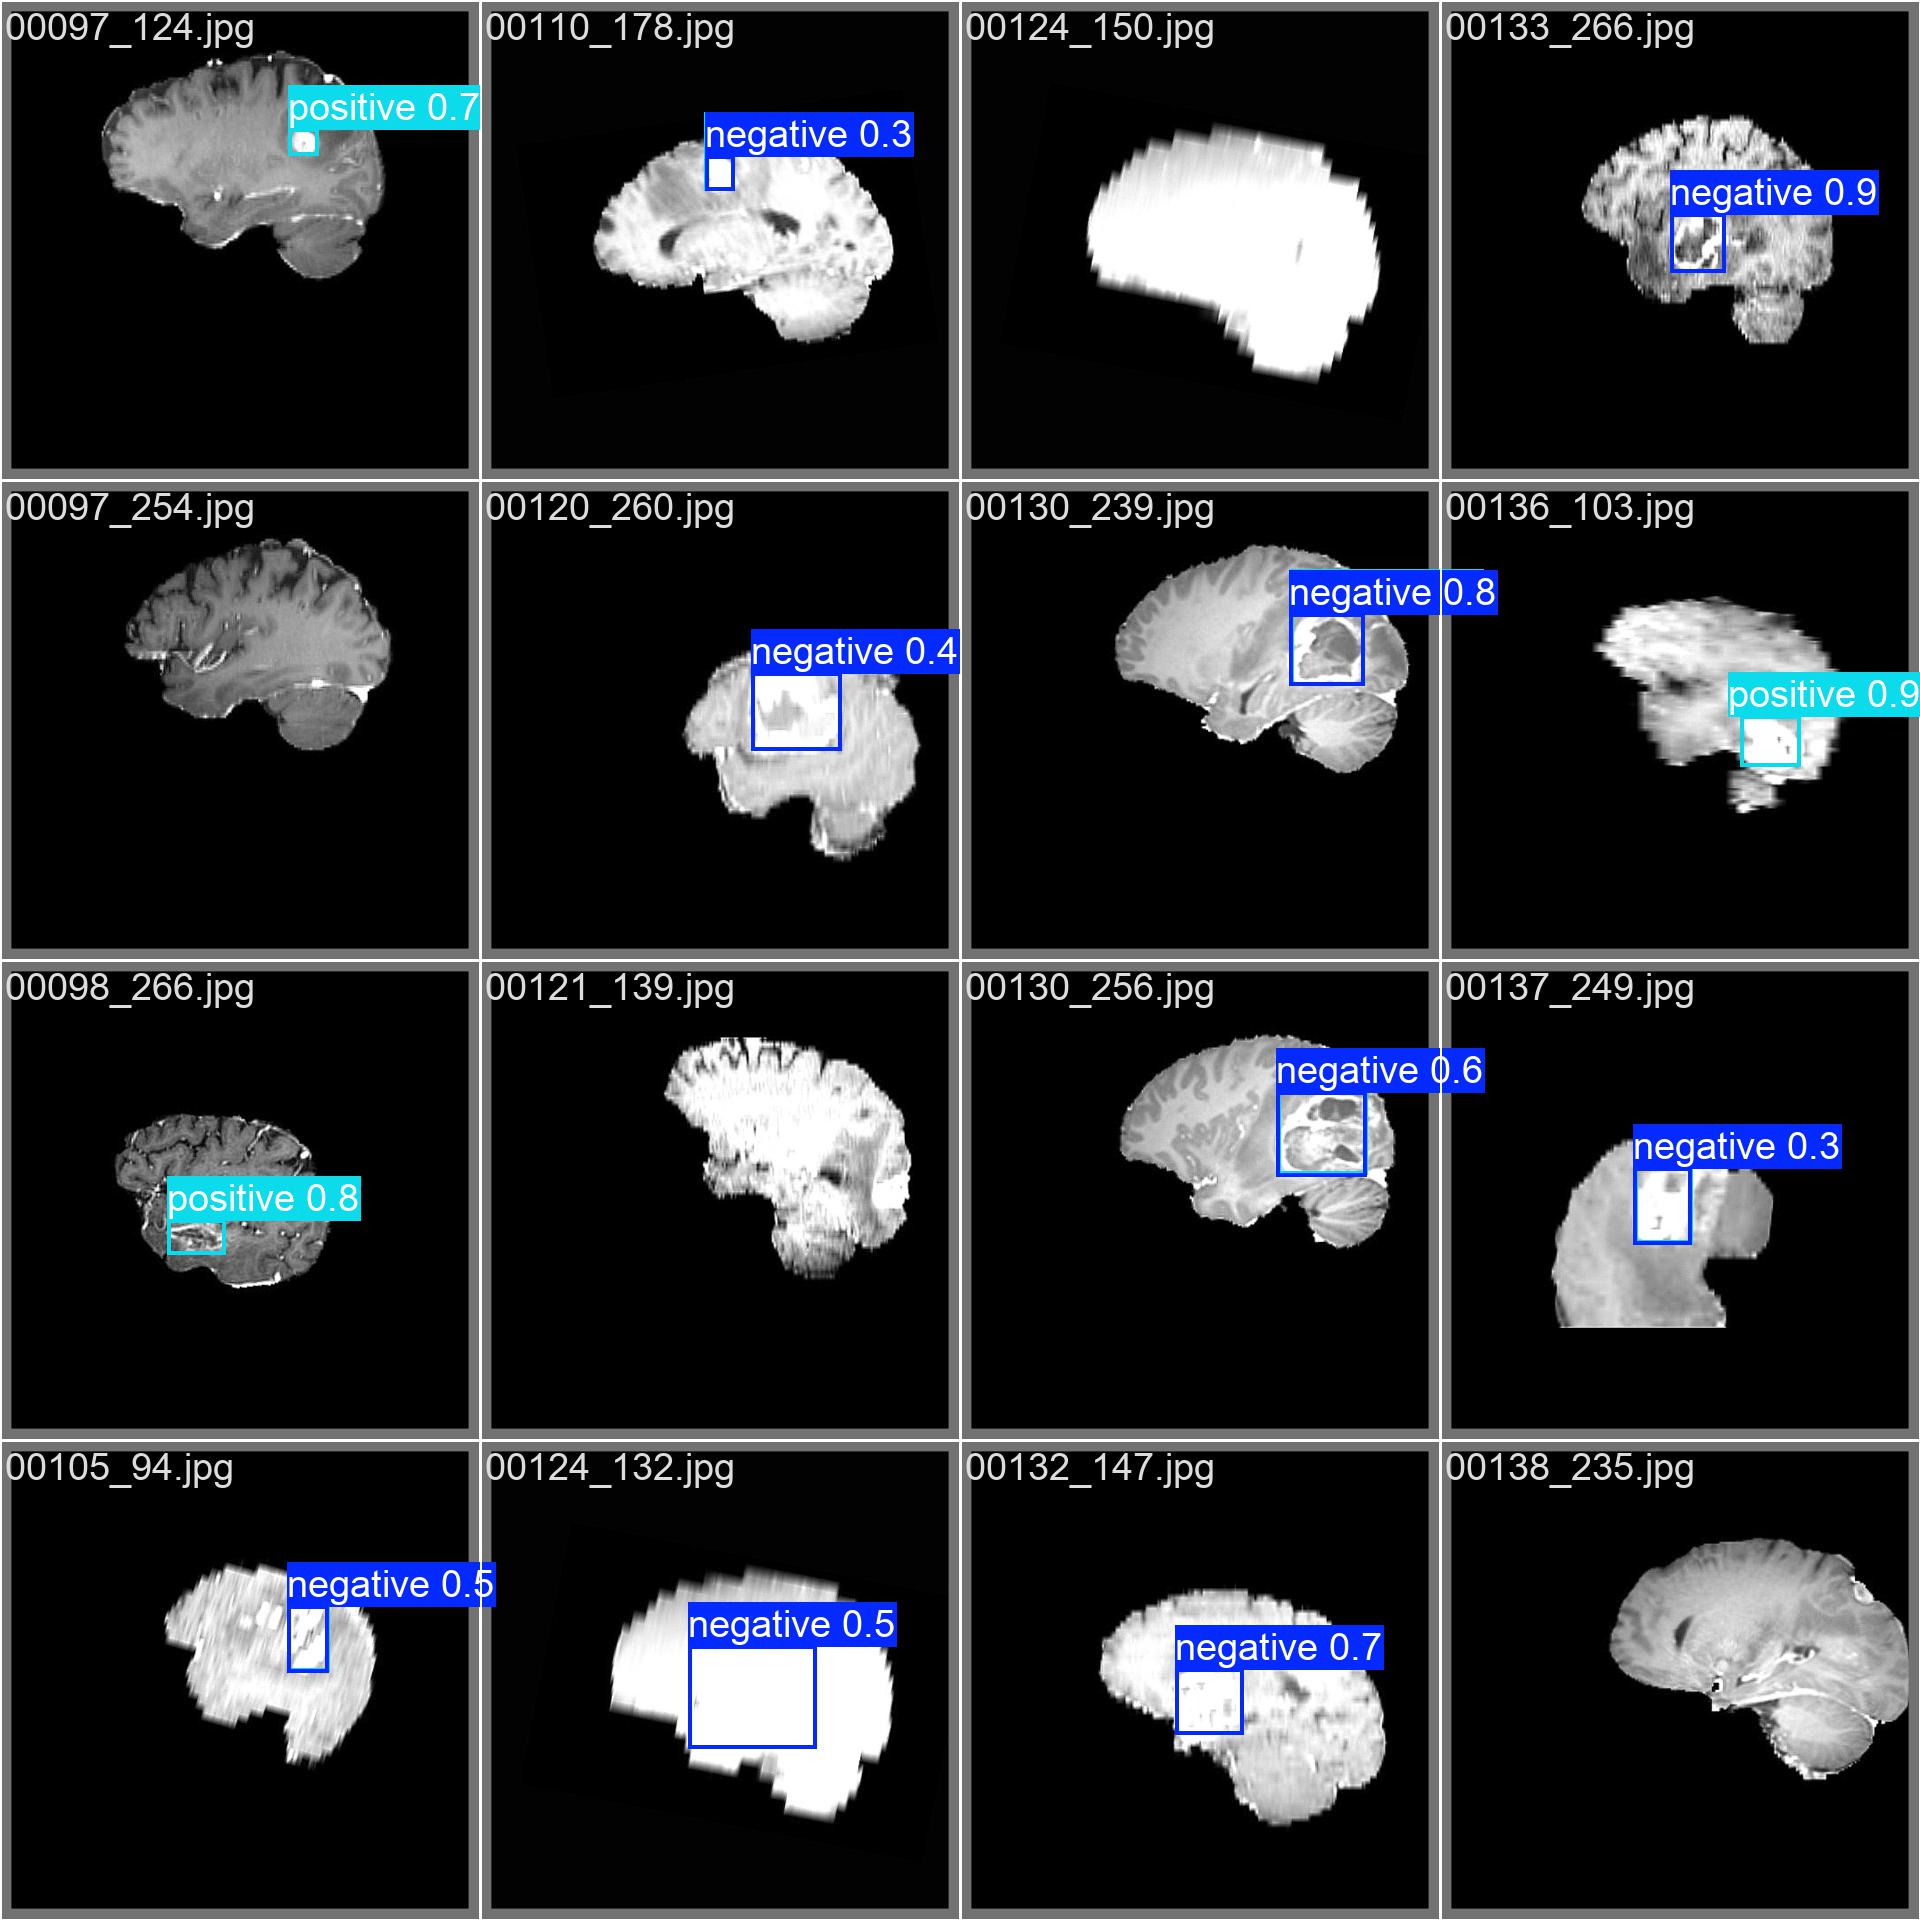 00097_124.jpg
positive 0.7
00110_178.jpg
negative 0.3
00124_150.jpg
00133_266.jpg
negative 0.9
00097_254.jpg
00120_260.jpg
negative 0.4
00130_239.jpg
negative 0.8
00136_103.jpg
positive 0.9
00098_266.jpg
positive 0.8
00121_139.jpg
00130_256.jpg
negative 0.6
00137_249.jpg
negative 0.3
00105_94.jpg
negative 0.5
00124_132.jpg
negative 0.5
00132_147.jpg
negative 0.7
00138_235.jpg